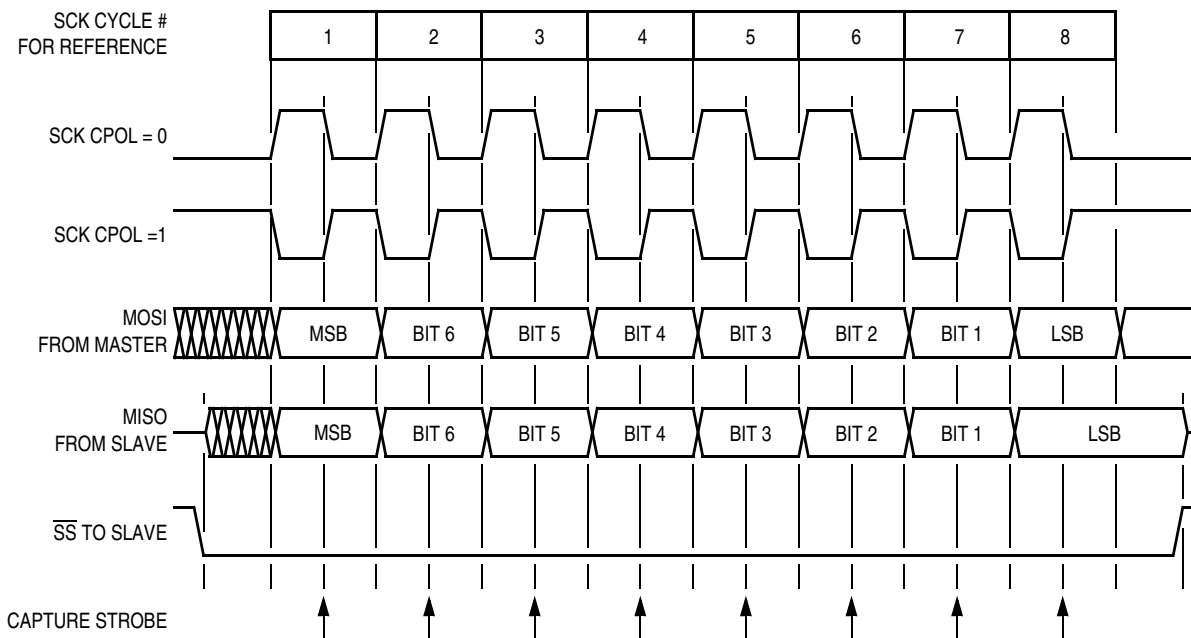 SCK CYCLE #
FOR REFERENCE
1 2 3 4 5 6 7 8
SCK CPOL = 0
SCK CPOL =1
MOSI
FROM MASTER
MSB BIT 6 BIT 5 BIT 4 BIT 3 BIT 2 BIT 1 LSB
MISO
FROM SLAVE
MSB BIT 6 BIT 5 BIT 4 BIT 3 BIT 2 BIT 1 LSB
SS TO SLAVE
CAPTURE STROBE